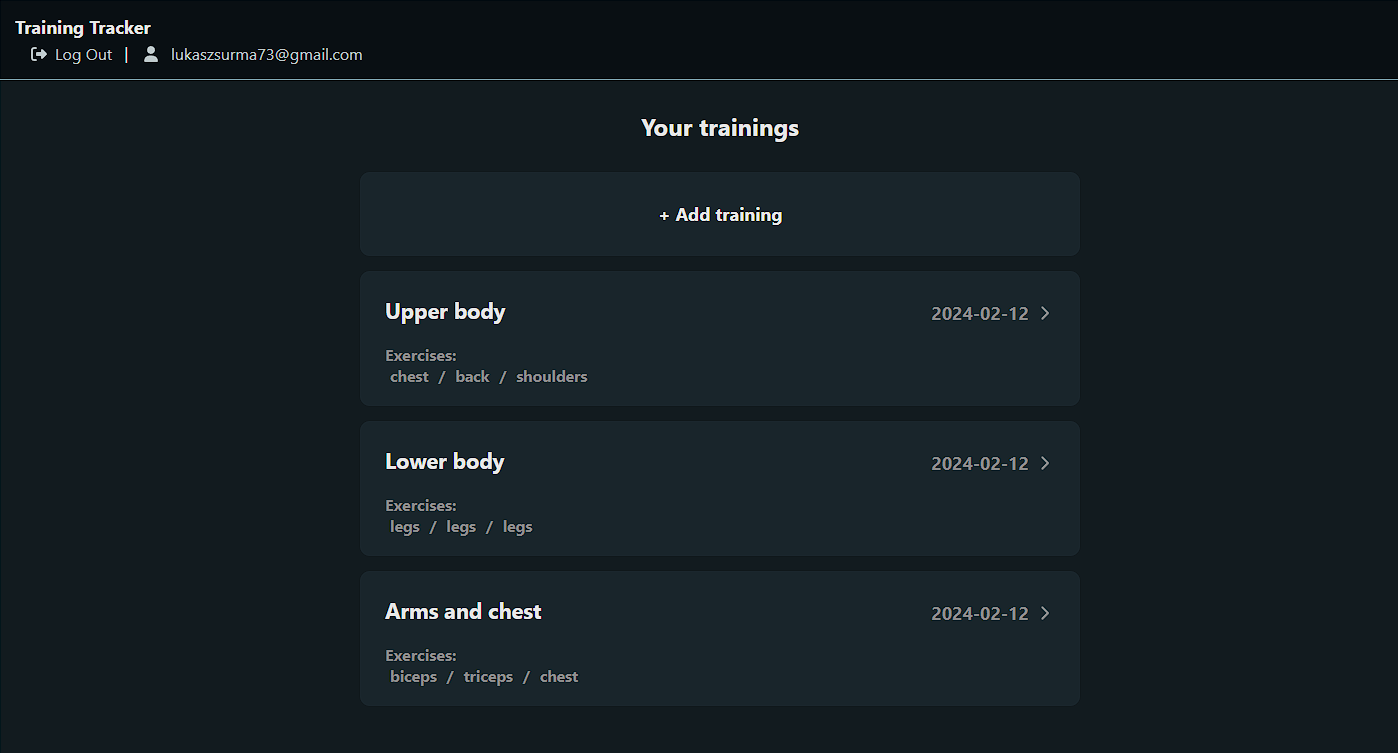 Training Tracker
Log Out | lukaszsurma73@gmail.com
Your trainings
+ Add training
Upper body
2024-02-12
Exercises:
chest / back / shoulders
Lower body
2024-02-12
Exercises:
legs / legs / legs
Arms and chest
2024-02-12
Exercises:
biceps / triceps / chest